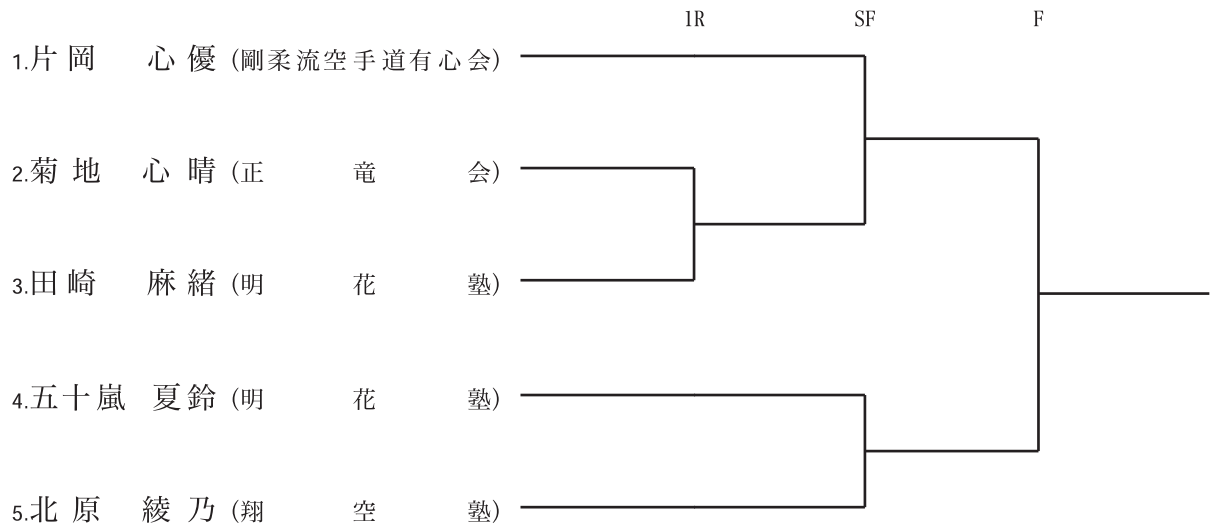 1R SF F
1.片岡 心優 (剛柔流空手道有心会)
2.菊地 心晴 (正竜会)
3.田崎 麻緒 (明花塾)
4.五十嵐 夏鈴 (明花塾)
5.北原 綾乃 (翔空塾)